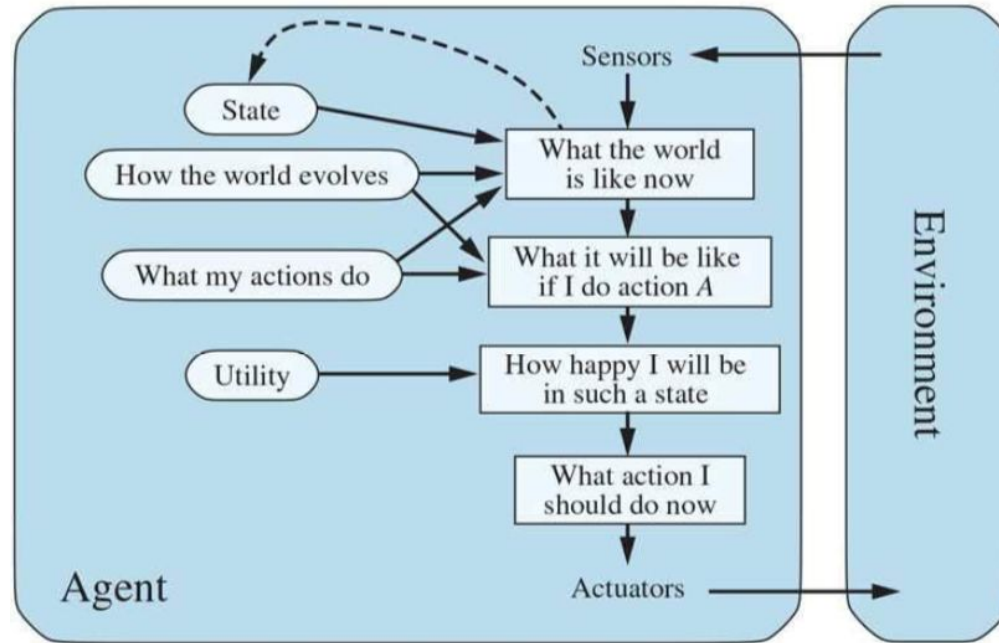 Sensors
State
What the world
is like now
How the world evolves
What it will be like
if I do action A
What my actions do
How happy I will be
in such a state
Utility
What action I
should do now
Agent
Actuators
Environment